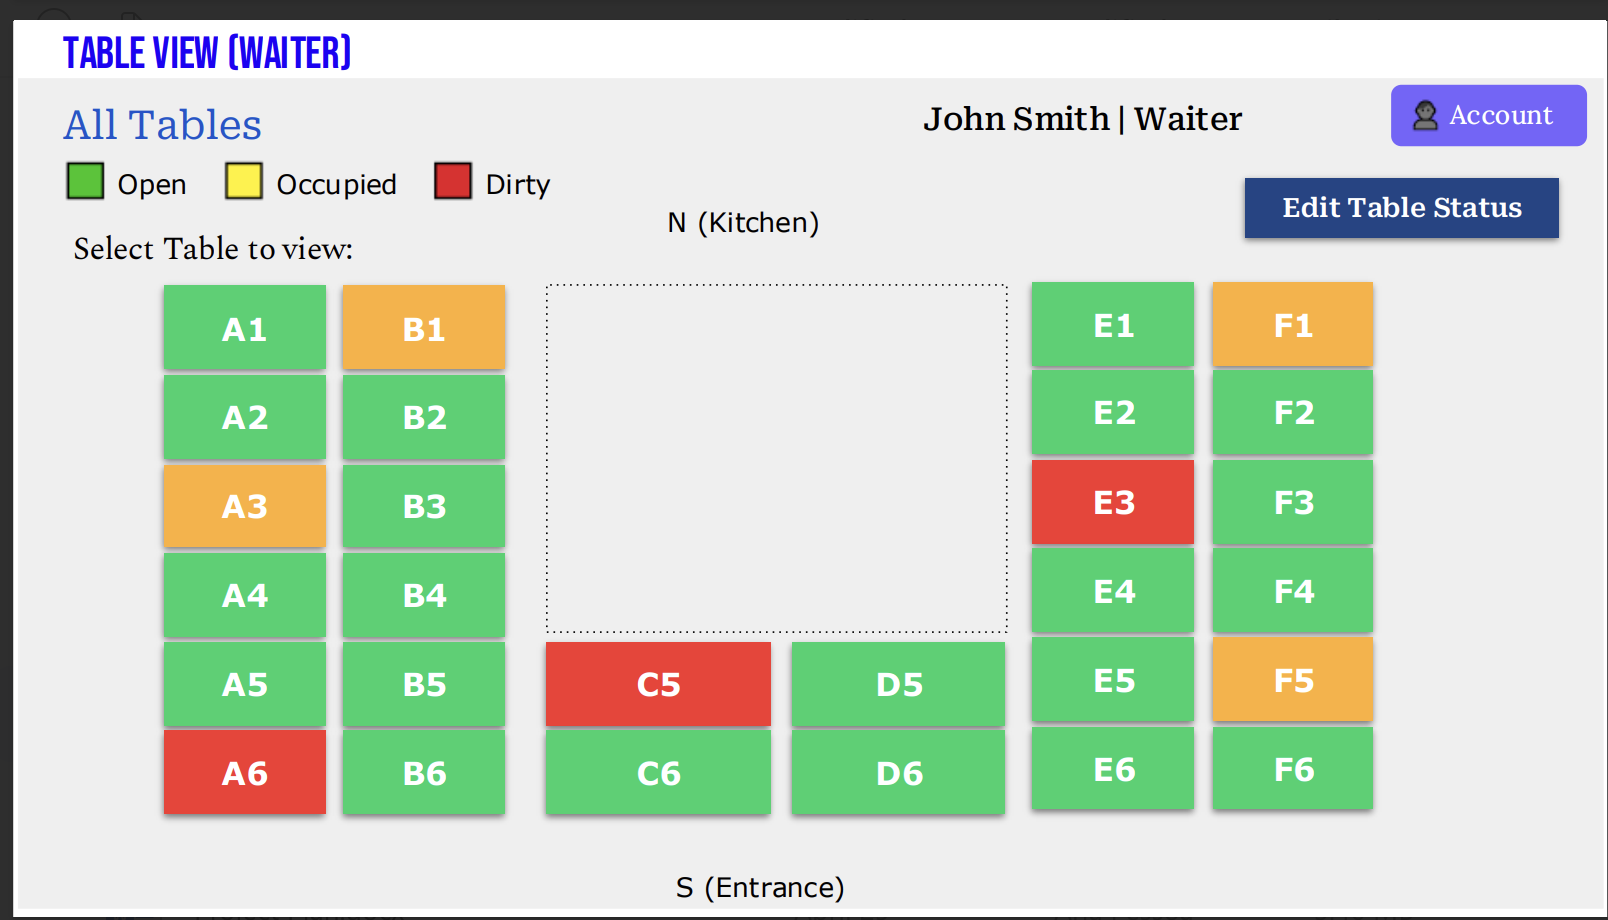 TABLE VIEW (WAITER)
All Tables
John Smith | Waiter
Account
Open
Occupied
Dirty
Edit Table Status
N (Kitchen)
Select Table to view:
A1
B1
E1
F1
A2
B2
E2
F2
A3
B3
E3
F3
A4
B4
E4
F4
A5
B5
C5
D5
E5
F5
A6
B6
C6
D6
E6
F6
S (Entrance)